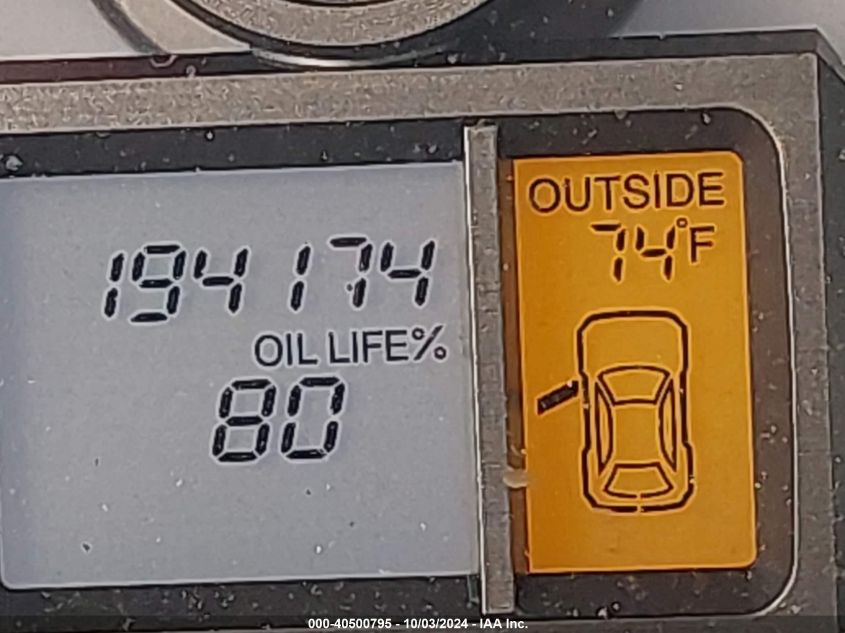 194174
OIL LIFE%
80
OUTSIDE
74°F
000-40500795 - 10/03/2024 - IAA Inc.